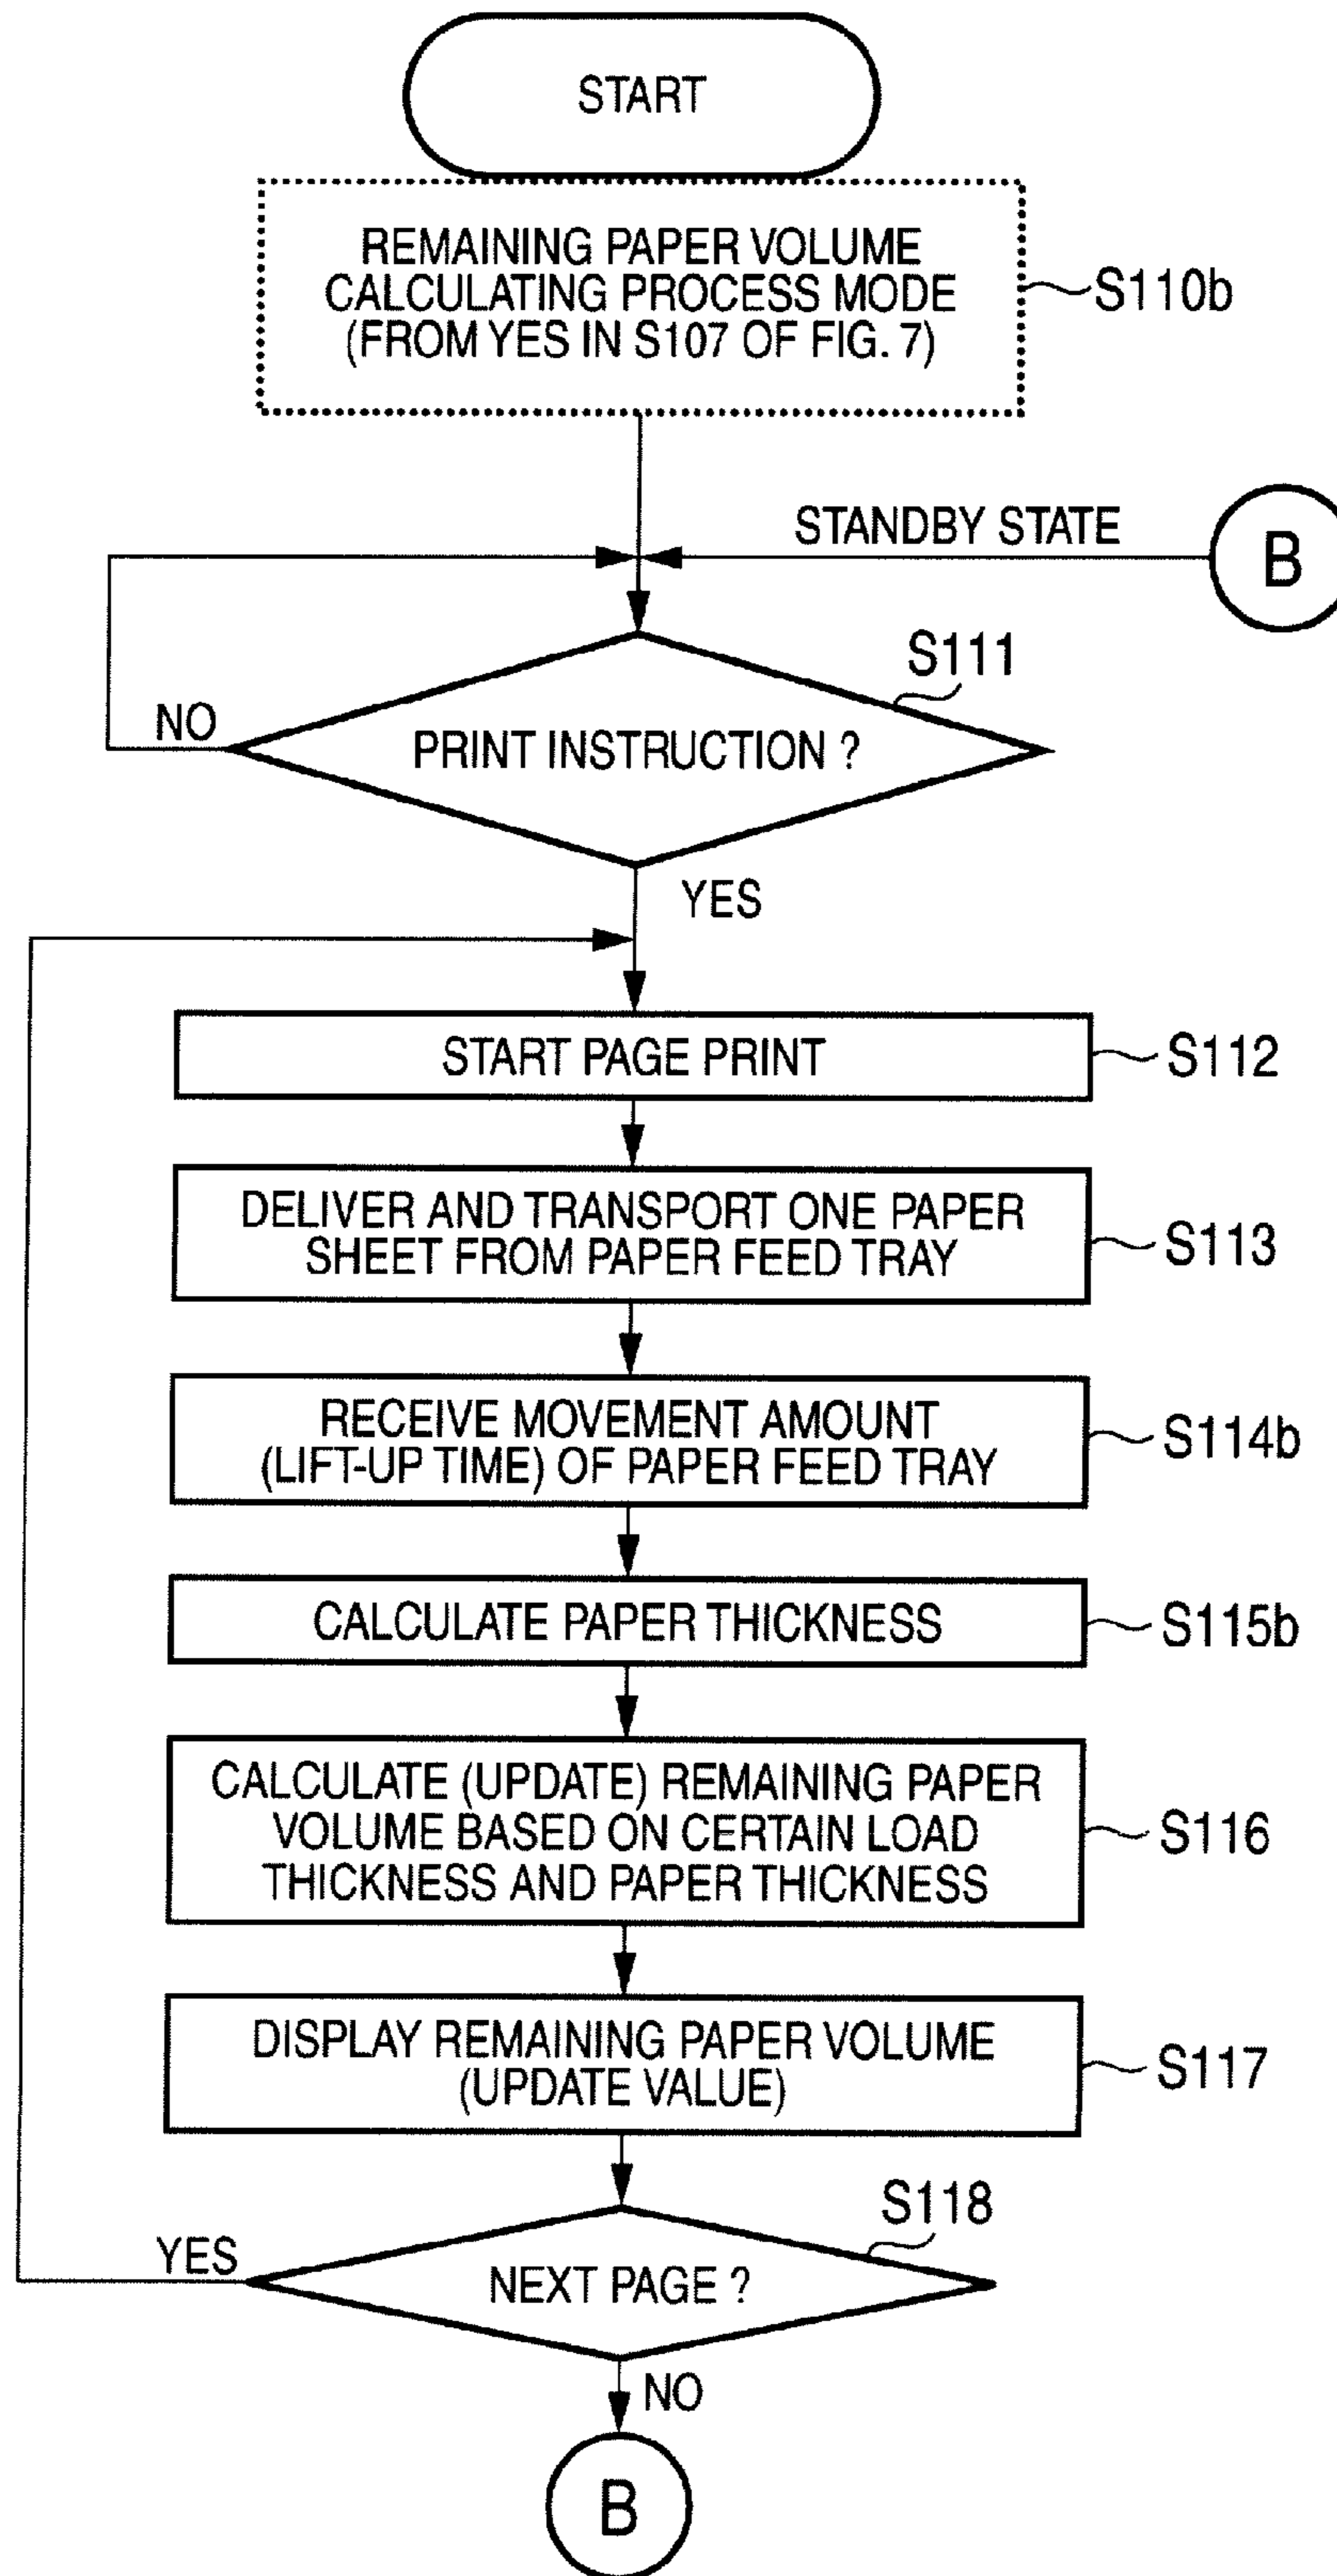 START
REMAINING PAPER VOLUME
CALCULATING PROCESS MODE
(FROM YES IN S107 OF FIG. 7)
S110b
STANDBY STATE
B
S111
NO
PRINT INSTRUCTION ?
YES
START PAGE PRINT
S112
DELIVER AND TRANSPORT ONE PAPER
SHEET FROM PAPER FEED TRAY
S113
RECEIVE MOVEMENT AMOUNT
(LIFT-UP TIME) OF PAPER FEED TRAY
S114b
CALCULATE PAPER THICKNESS
S115b
CALCULATE (UPDATE) REMAINING PAPER
VOLUME BASED ON CERTAIN LOAD
THICKNESS AND PAPER THICKNESS
S116
DISPLAY REMAINING PAPER VOLUME
(UPDATE VALUE)
S117
S118
YES
NEXT PAGE ?
NO
B